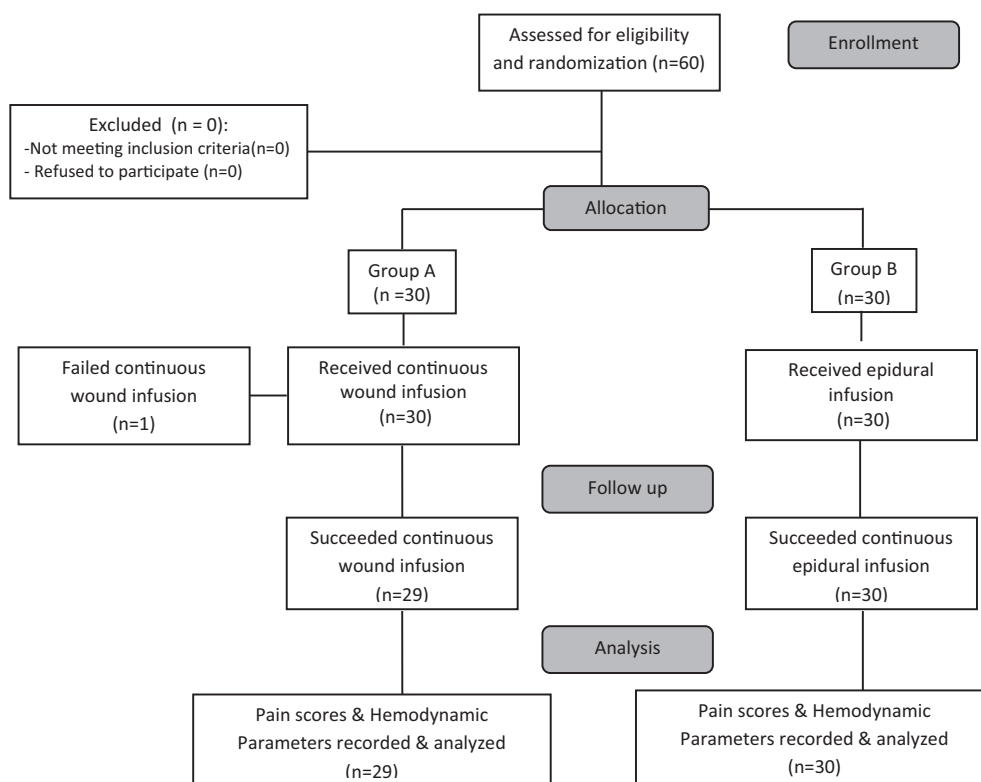 Assessed for eligibility
and randomization (n=60)
Enrollment
Excluded (n = 0):
-Not meeting inclusion criteria(n=0)
- Refused to participate (n=0)
Allocation
Group A
(n =30)
Group B
(n=30)
Failed continuous
wound infusion
(n=1)
Received continuous
wound infusion
(n=30)
Received epidural
infusion
(n=30)
Follow up
Succeeded continuous
wound infusion
(n=29)
Succeeded continuous
epidural infusion
(n=30)
Analysis
Pain scores & Hemodynamic
Parameters recorded & analyzed
(n=29)
Pain scores & Hemodynamic
Parameters recorded & analyzed
(n=30)